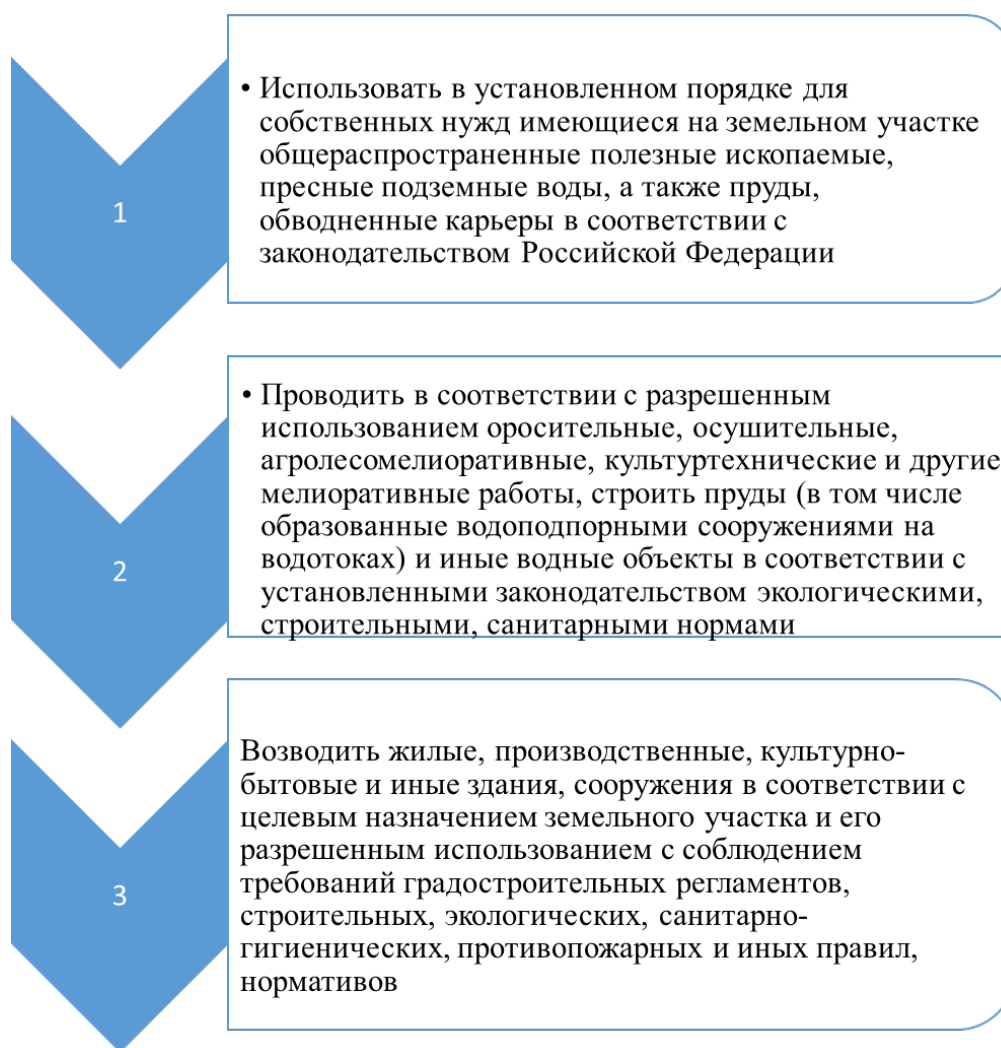 1
• Использовать в установленном порядке для
собственных нужд имеющиеся на земельном участке
общераспространенные полезные ископаемые,
пресные подземные воды, а также пруды,
обводненные карьеры в соответствии с
законодательством Российской Федерации
2
• Проводить в соответствии с разрешенным
использованием оросительные, осушительные,
агролесомелиоративные, культуртехнические и другие
мелиоративные работы, строить пруды (в том числе
образованные водоподпорными сооружениями на
водотоках) и иные водные объекты в соответствии с
установленными законодательством экологическими,
строительными, санитарными нормами
3
Возводить жилые, производственные, культурно-
бытовые и иные здания, сооружения в соответствии с
целевым назначением земельного участка и его
разрешенным использованием с соблюдением
требований градостроительных регламентов,
строительных, экологических, санитарно-
гигиенических, противопожарных и иных правил,
нормативов